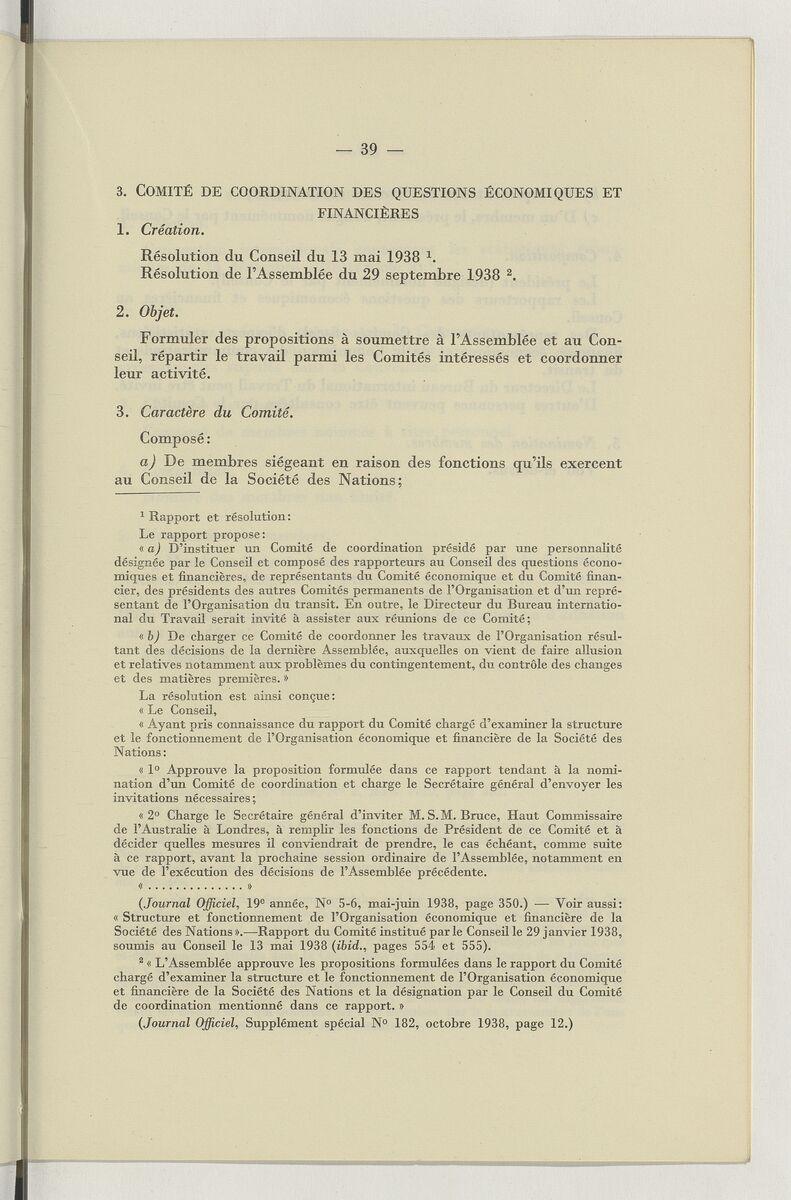 — 39 —
3. COMITÉ DE COORDINATION DES QUESTIONS ÉCONOMIQUES ET
FINANCIÈRES
1. Création.
Résolution du Conseil du 13 mai 1938 ¹.
Résolution de l'Assemblée du 29 septembre 1938 ².
2. Objet.
Formuler des propositions à soumettre à l'Assemblée et au Con-
seil, répartir le travail parmi les Comités intéressés et coordonner
leur activité.
3. Caractère du Comité.
Composé:
a) De membres siégeant en raison des fonctions qu'ils exercent
au Conseil de la Société des Nations;
¹ Rapport et résolution:
Le rapport propose:
« a) D'instituer un Comité de coordination présidé par une personnalité
désignée par le Conseil et composé des rapporteurs au Conseil des questions écono-
miques et financières, de représentants du Comité économique et du Comité finan-
cier, des présidents des autres Comités permanents de l'Organisation et d'un repré-
sentant de l'Organisation du transit. En outre, le Directeur du Bureau internatio-
nal du Travail serait invité à assister aux réunions de ce Comité;
« b) De charger ce Comité de coordonner les travaux de l'Organisation résul-
tant des décisions de la dernière Assemblée, auxquelles on vient de faire allusion
et relatives notamment aux problèmes du contingentement, du contrôle des changes
et des matières premières. »
La résolution est ainsi conçue:
« Le Conseil,
« Ayant pris connaissance du rapport du Comité chargé d'examiner la structure
et le fonctionnement de l'Organisation économique et financière de la Société des
Nations:
« 1º Approuve la proposition formulée dans ce rapport tendant à la nomi-
nation d'un Comité de coordination et charge le Secrétaire général d'envoyer les
invitations nécessaires;
« 2º Charge le Secrétaire général d'inviter M. S. M. Bruce, Haut Commissaire
de l'Australie à Londres, à remplir les fonctions de Président de ce Comité et à
décider quelles mesures il conviendrait de prendre, le cas échéant, comme suite
à ce rapport, avant la prochaine session ordinaire de l'Assemblée, notamment en
vue de l'exécution des décisions de l'Assemblée précédente.
« . . . . . . . . . . . . . . »
(Journal Officiel, 19e année, Nº 5-6, mai-juin 1938, page 350.) — Voir aussi:
« Structure et fonctionnement de l'Organisation économique et financière de la
Société des Nations ».—Rapport du Comité institué par le Conseil le 29 janvier 1938,
soumis au Conseil le 13 mai 1938 (ibid., pages 554 et 555).
² « L'Assemblée approuve les propositions formulées dans le rapport du Comité
chargé d'examiner la structure et le fonctionnement de l'Organisation économique
et financière de la Société des Nations et la désignation par le Conseil du Comité
de coordination mentionné dans ce rapport. »
(Journal Officiel, Supplément spécial Nº 182, octobre 1938, page 12.)